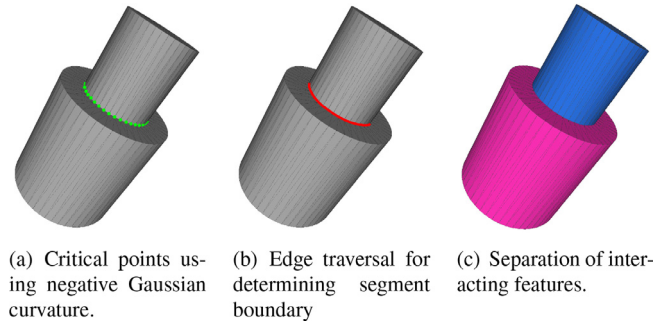 (a) Critical points us-
ing negative Gaussian
curvature.
(b) Edge traversal for
determining segment
boundary
(c) Separation of inter-
acting features.